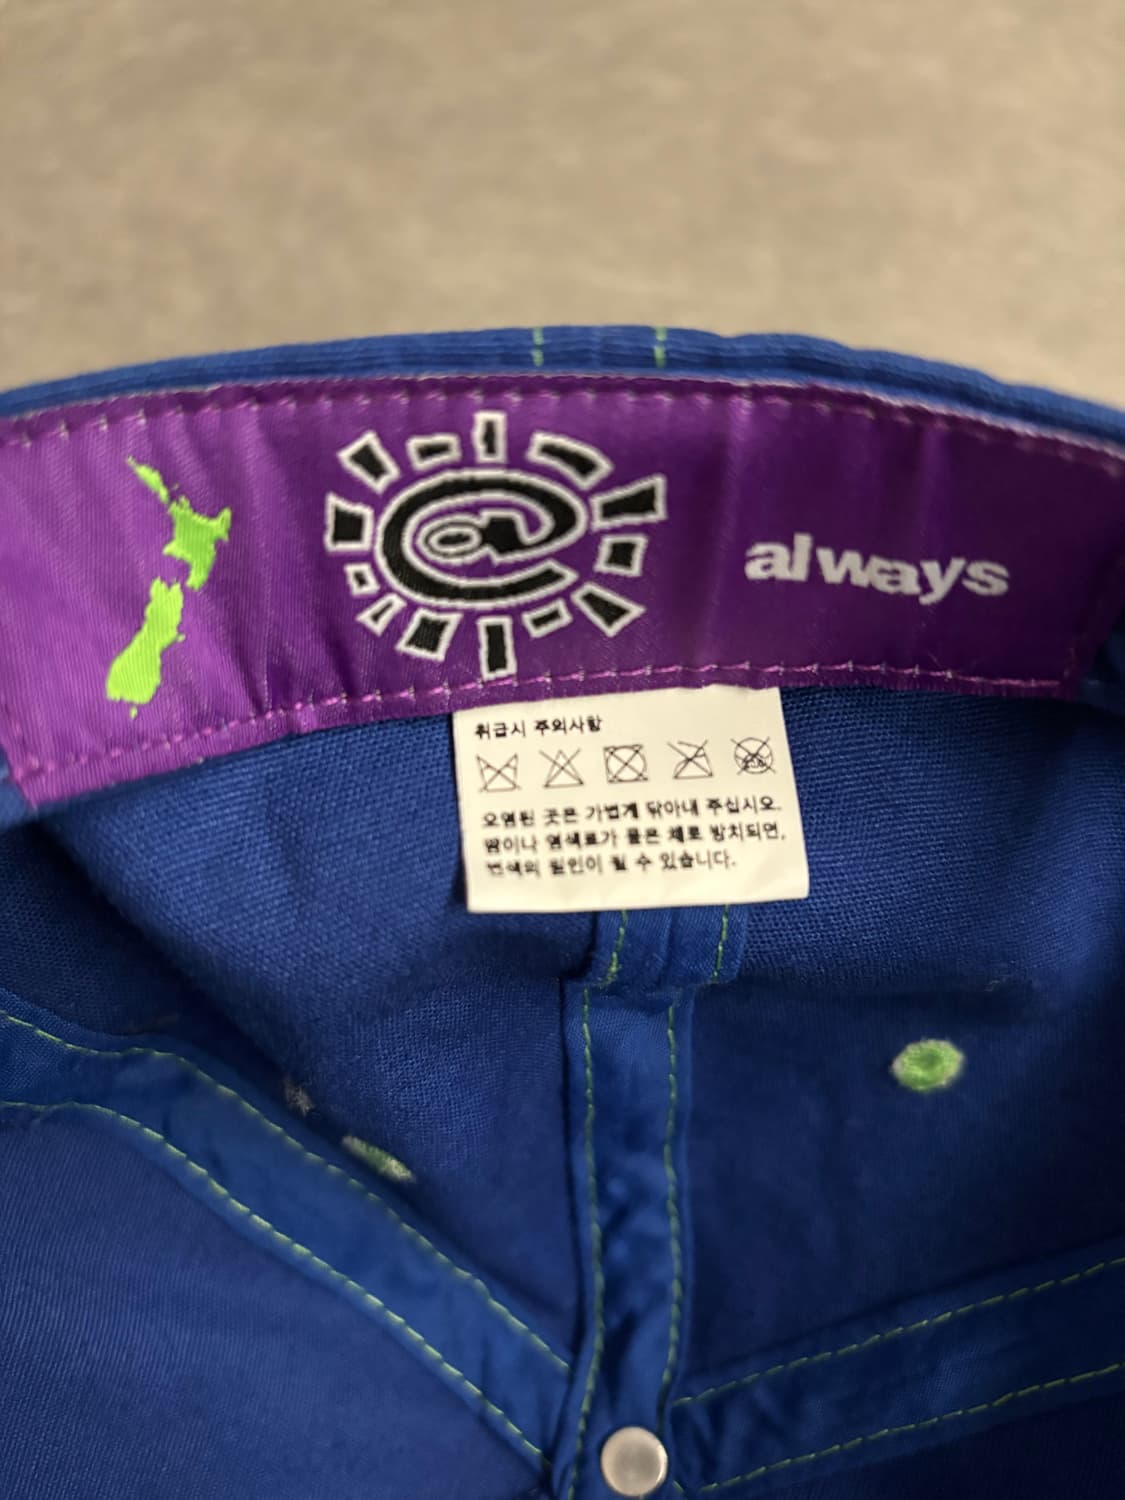 always
취급시 주의사항
오염된 곳은 가볍게 닦아내 주십시오.
땀이나 염색료가 묻은 채로 방치되면,
변색의 원인이 될 수 있습니다.